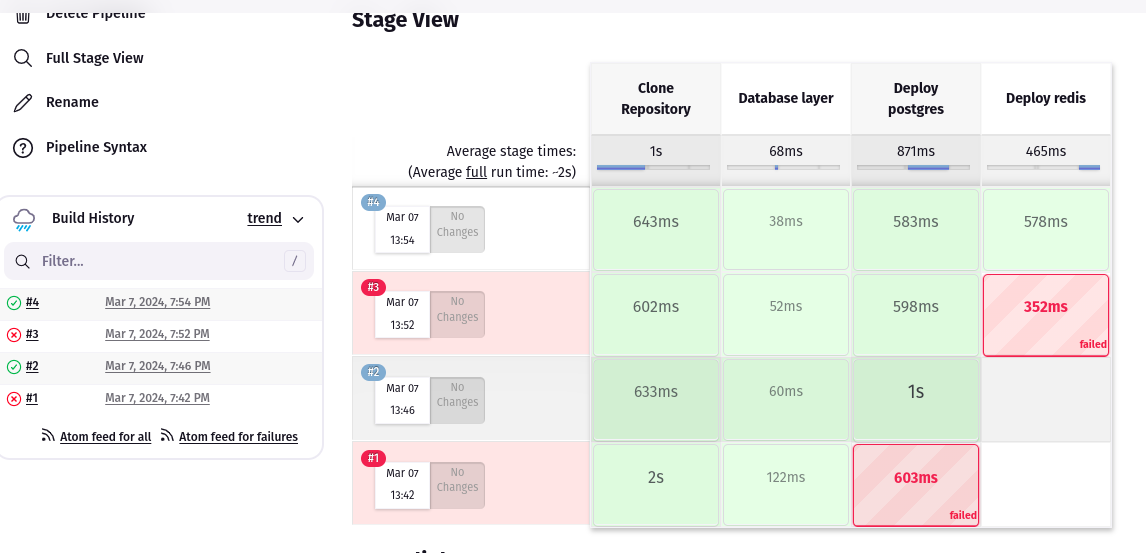 Delete Pipeline
Full Stage View
Rename
Pipeline Syntax
Build History
trend
Filter...
/
#4 Mar 7, 2024, 7:54 PM
#3 Mar 7, 2024, 7:52 PM
#2 Mar 7, 2024, 7:46 PM
#1 Mar 7, 2024, 7:42 PM
Atom feed for all Atom feed for failures
Stage View
Clone
Repository
Database layer
Deploy
postgres
Deploy redis
Average stage times:
(Average full run time: ~2s)
1s
68ms
871ms
465ms
#4
Mar 07
13:54
No
Changes
643ms
38ms
583ms
578ms
#3
Mar 07
13:52
No
Changes
602ms
52ms
598ms
352ms
failed
#2
Mar 07
13:46
No
Changes
633ms
60ms
1s
#1
Mar 07
13:42
No
Changes
2s
122ms
603ms
failed